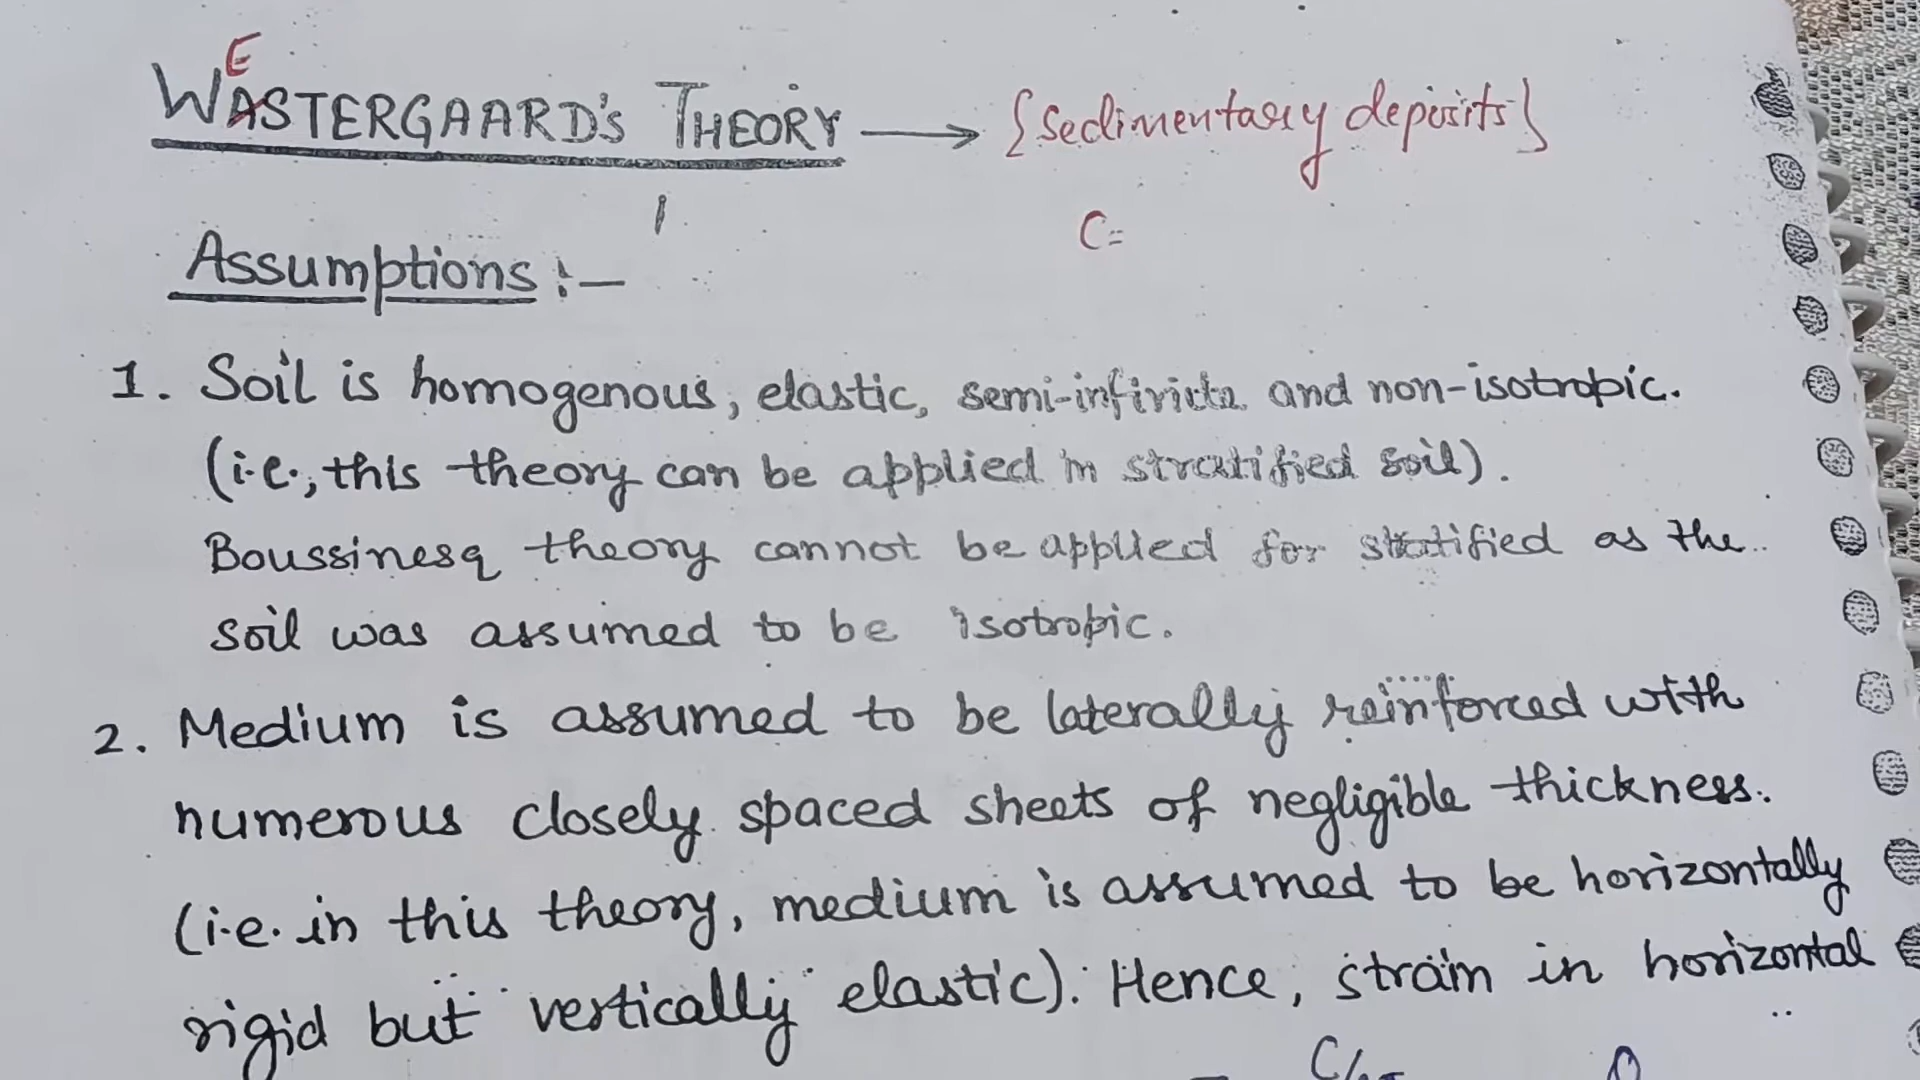 WESTERGAARD'S THEORY → {Sedimentary deposits}
C=
Assumptions :-
1. Soil is homogenous, elastic, semi-infinite and non-isotropic.
(i.e., this theory can be applied in stratified soil).
Boussinesq theory cannot be applied for stratified as the
soil was assumed to be isotropic.
2. Medium is assumed to be laterally reinforced with
numerous closely spaced sheets of negligible thickness.
(i.e. in this theory, medium is assumed to be horizontally
rigid but vertically elastic). Hence, strain in horizontal